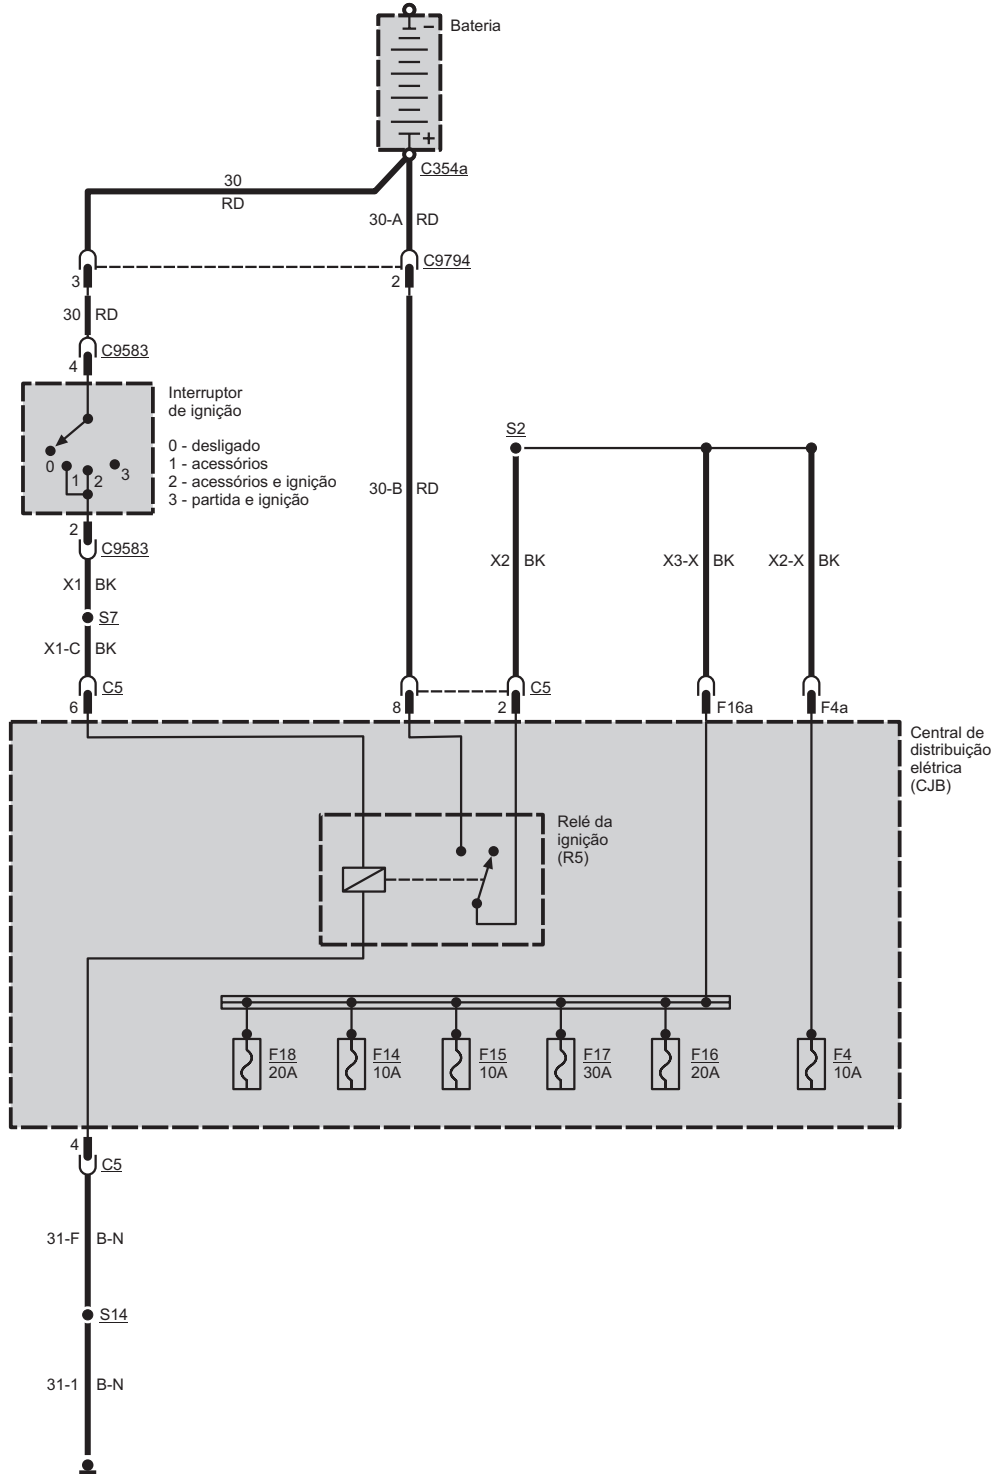 Bateria
–
+
C354a
30
RD
30-A RD
C9794
3
2
30 RD
C9583
4
Interruptor
de ignição
0 - desligado
1 - acessórios
2 - acessórios e ignição
3 - partida e ignição
0
1
2
3
2
C9583
X1 BK
S7
X1-C BK
C5
6
30-B RD
S2
X2 BK
X3-X BK
X2-X BK
8
2
C5
F16a
F4a
Central de
distribuição
elétrica
(CJB)
Relé da
ignição
(R5)
F18
20A
F14
10A
F15
10A
F17
30A
F16
20A
F4
10A
4
C5
31-F B-N
S14
31-1 B-N